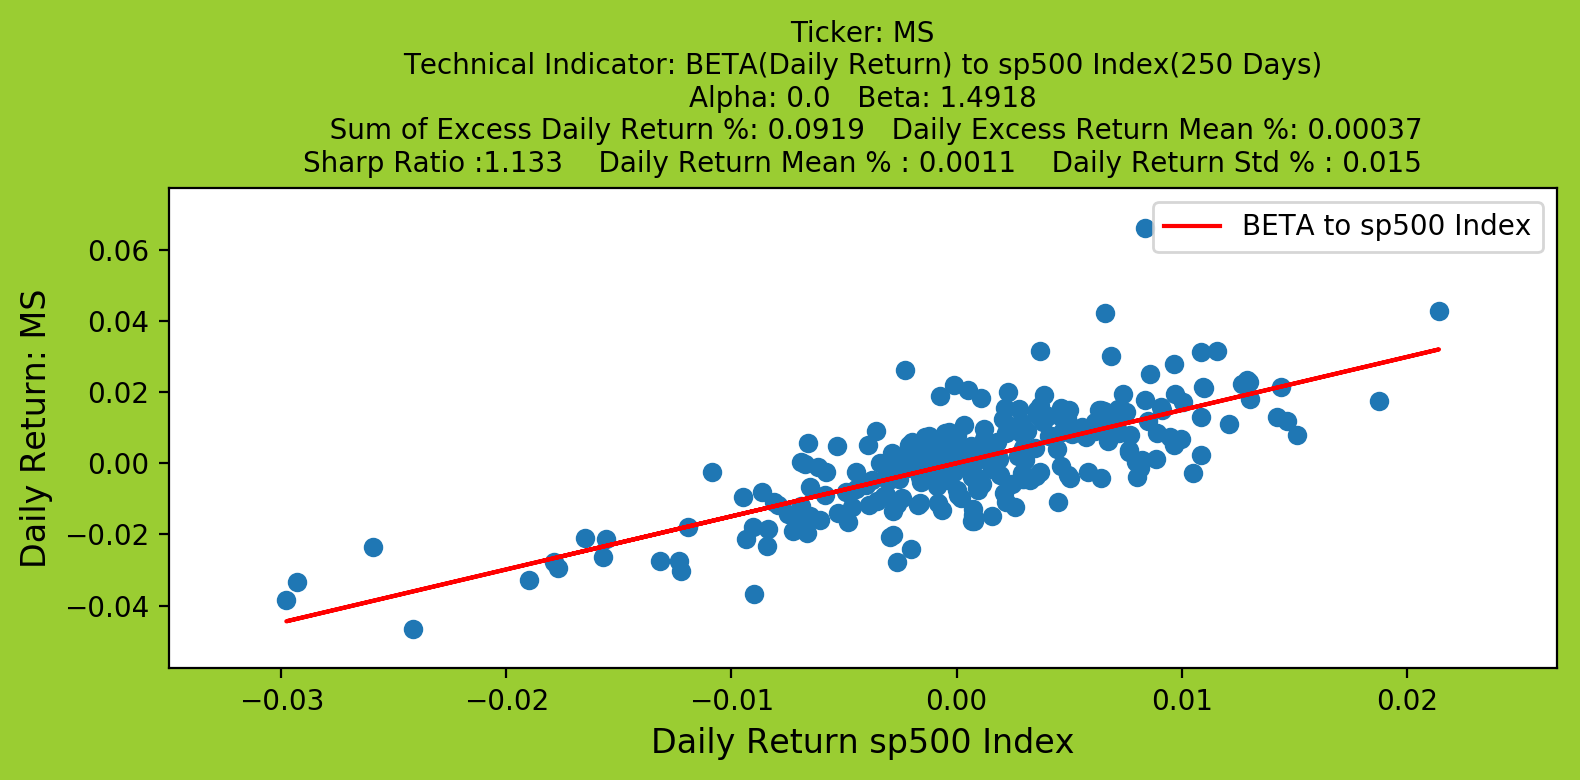 Ticker: MS
Technical Indicator: BETA(Daily Return) to sp500 Index(250 Days)
Alpha: 0.0   Beta: 1.4918
Sum of Excess Daily Return %: 0.0919   Daily Excess Return Mean %: 0.00037
Sharp Ratio :1.133    Daily Return Mean % : 0.0011    Daily Return Std % : 0.015
BETA to sp500 Index
Daily Return: MS
0.06
0.04
0.02
0.00
−0.02
−0.04
−0.03
−0.02
−0.01
0.00
0.01
0.02
Daily Return sp500 Index